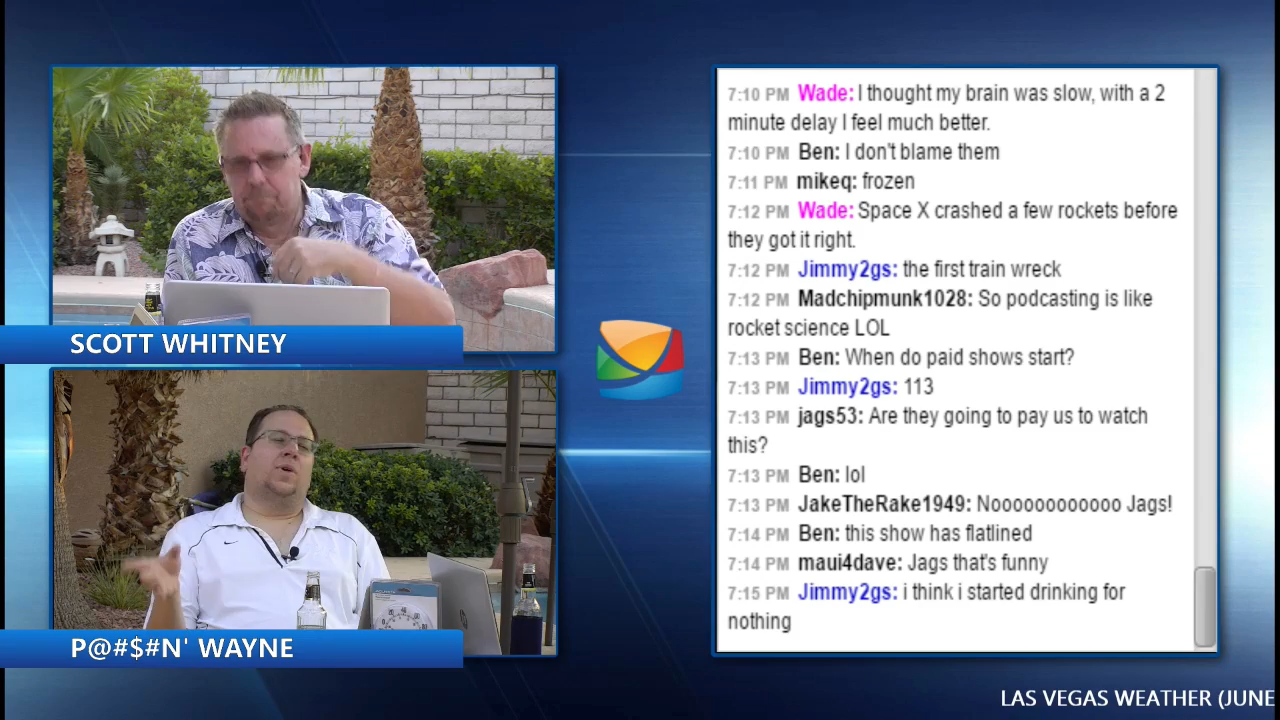 7:10 PM Wade: I thought my brain was slow, with a 2
minute delay I feel much better.
7:10 PM Ben: I don't blame them
7:11 PM mikeq: frozen
7:12 PM Wade: Space X crashed a few rockets before
they got it right.
7:12 PM Jimmy2gs: the first train wreck
7:12 PM Madchipmunk1028: So podcasting is like
rocket science LOL
7:13 PM Ben: When do paid shows start?
7:13 PM Jimmy2gs: 113
7:13 PM jags53: Are they going to pay us to watch
this?
7:13 PM Ben: lol
7:13 PM JakeTheRake1949: Noooooooooooo Jags!
7:14 PM Ben: this show has flatlined
7:14 PM maui4dave: Jags that's funny
7:15 PM Jimmy2gs: i think i started drinking for
nothing
SCOTT WHITNEY
P@#$#N' WAYNE
LAS VEGAS WEATHER (JUNE